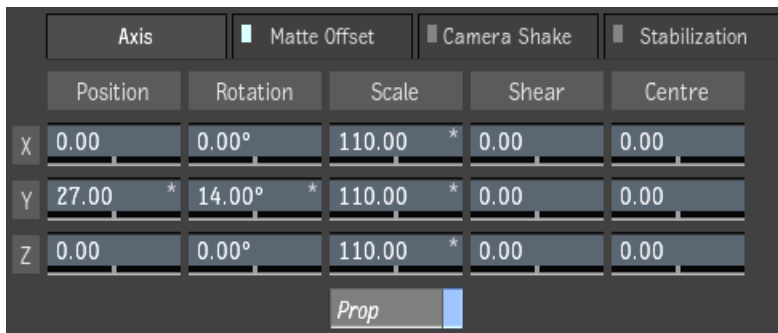 Axis Matte Offset Camera Shake Stabilization
Position Rotation Scale Shear Centre
X 0.00 0.00° 110.00 * 0.00 0.00
Y 27.00 * 14.00° * 110.00 * 0.00 0.00
Z 0.00 0.00° 110.00 * 0.00 0.00
Prop